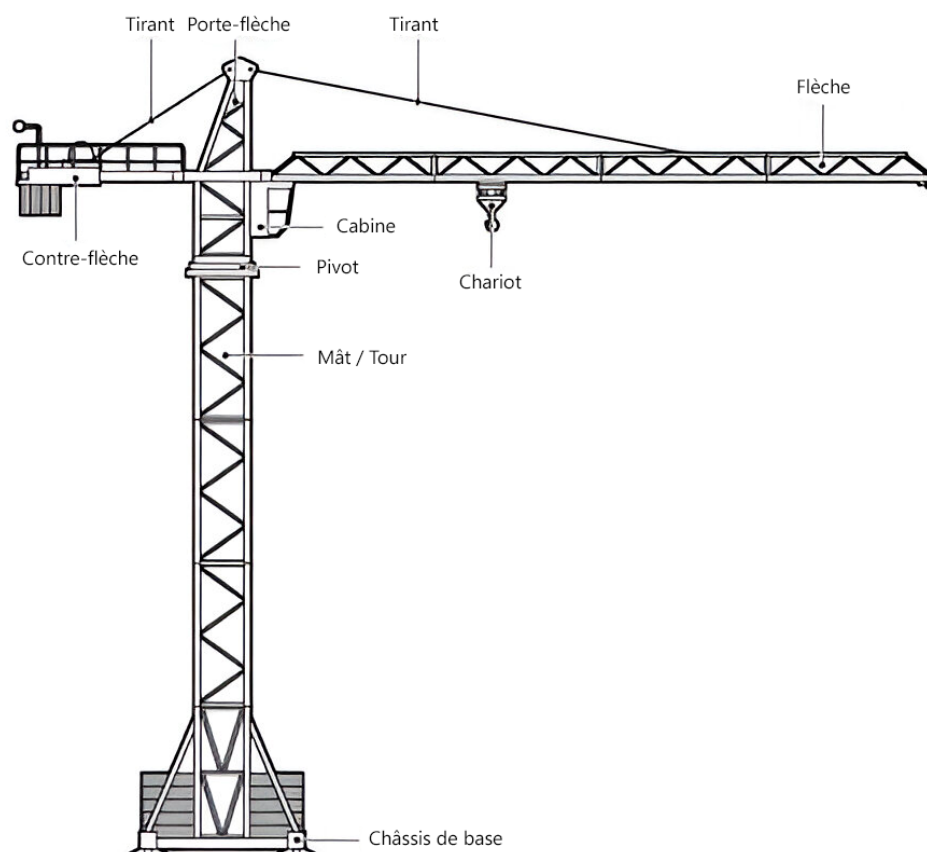 Tirant
Porte-flèche
Tirant
Flèche
Cabine
Contre-flèche
Pivot
Chariot
Mât / Tour
Châssis de base